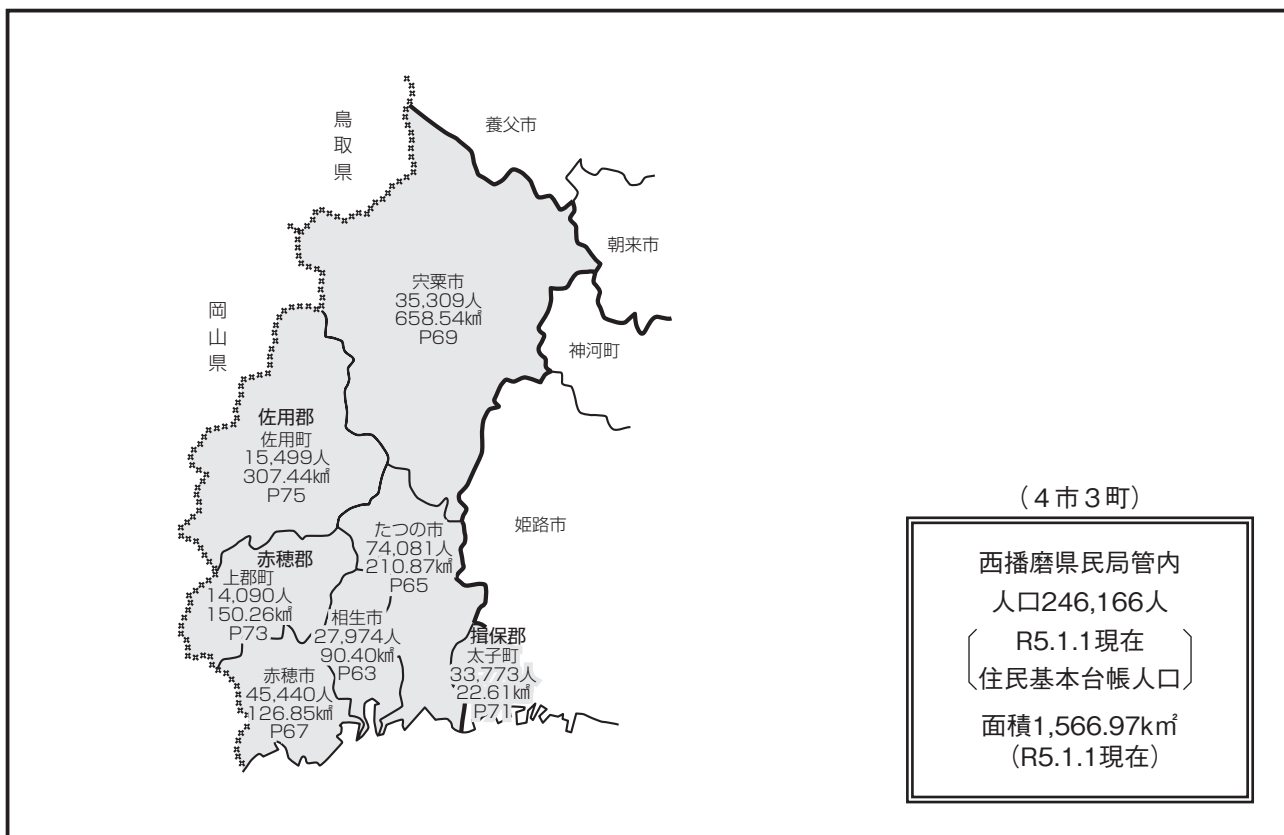 鳥取県
養父市
朝来市
宍粟市
35,309人
658.54k㎡
P69
神河町
岡山県
佐用郡
佐用町
15,499人
307.44k㎡
P75
姫路市
たつの市
74,081人
210.87k㎡
P65
赤穂郡
上郡町
14,090人
150.26k㎡
P73
相生市
27,974人
90.40k㎡
P63
揖保郡
太子町
33,773人
22.61k㎡
P71
赤穂市
45,440人
126.85k㎡
P67
(4市3町)
西播磨県民局管内
人口246,166人
R5.1.1現在
住民基本台帳人口
面積1,566.97k㎡
(R5.1.1現在)